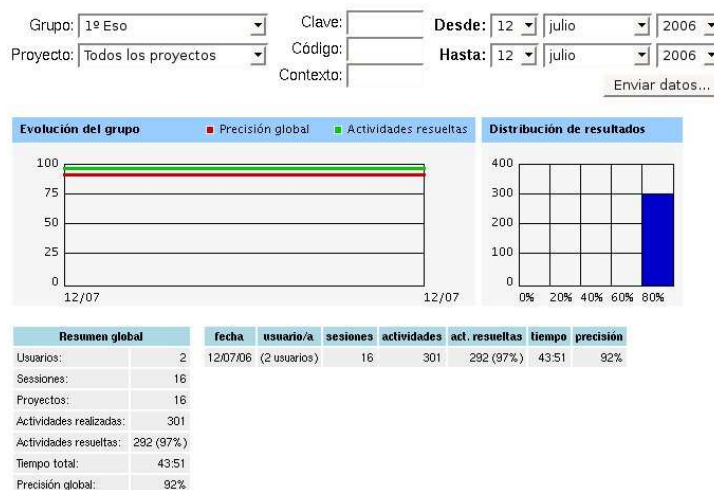 Grupo: 1º Eso Clave: Desde: 12 julio 2006
Proyecto: Todos los proyectos Código: Hasta: 12 julio 2006
Contexto:
Enviar datos...
Evolución del grupo Precisión global Actividades resueltas
100
75
50
25
0
12/07 12/07
Distribución de resultados
400
300
200
100
0
0% 20% 40% 60% 80%
Resumen global
Usuarios: 2
Sessiones: 16
Proyectos: 16
Actividades realizadas: 301
Actividades resueltas: 292 (97%)
Tiempo total: 43:51
Precisión global: 92%
fecha usuario/a sesiones actividades act. resueltas tiempo precisión
12/07/06 (2 usuarios) 16 301 292 (97%) 43:51 92%